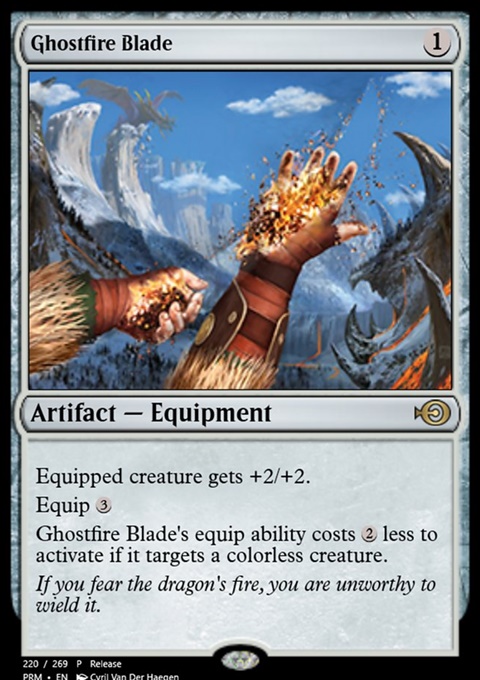 Ghostfire Blade 1
Artifact — Equipment
Equipped creature gets +2/+2.
Equip 3
Ghostfire Blade's equip ability costs 2 less to
activate if it targets a colorless creature.
If you fear the dragon's fire, you are unworthy to
wield it.
220 / 269 P Release
PRM • EN Cyril Van Der Haegen